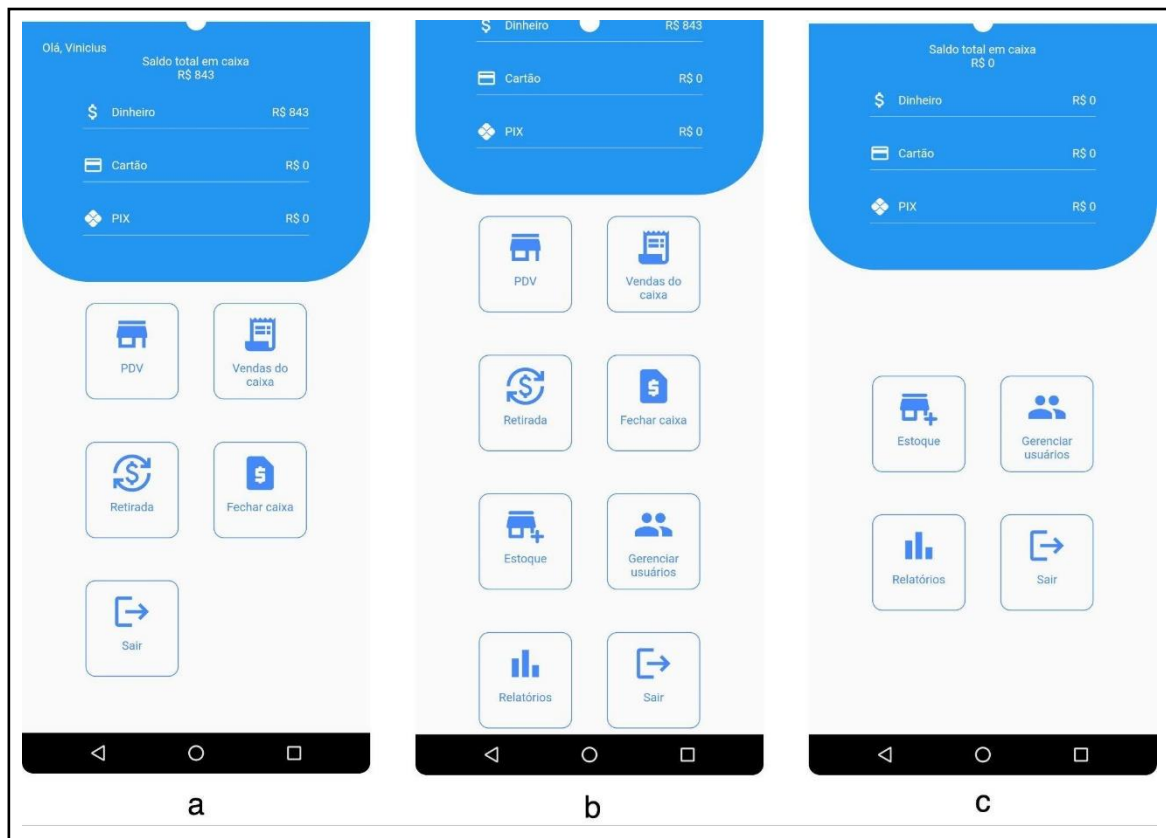 Olá, Vinicius
Saldo total em caixa
R$ 843
Dinheiro R$ 843
Cartão R$ 0
PIX R$ 0
PDV Vendas do
caixa
Retirada Fechar caixa
Sair
a
Dinheiro R$ 843
Cartão R$ 0
PIX R$ 0
PDV Vendas do
caixa
Retirada Fechar caixa
Estoque Gerenciar
usuários
Relatórios Sair
b
Saldo total em caixa
R$ 0
Dinheiro R$ 0
Cartão R$ 0
PIX R$ 0
Estoque Gerenciar
usuários
Relatórios Sair
c